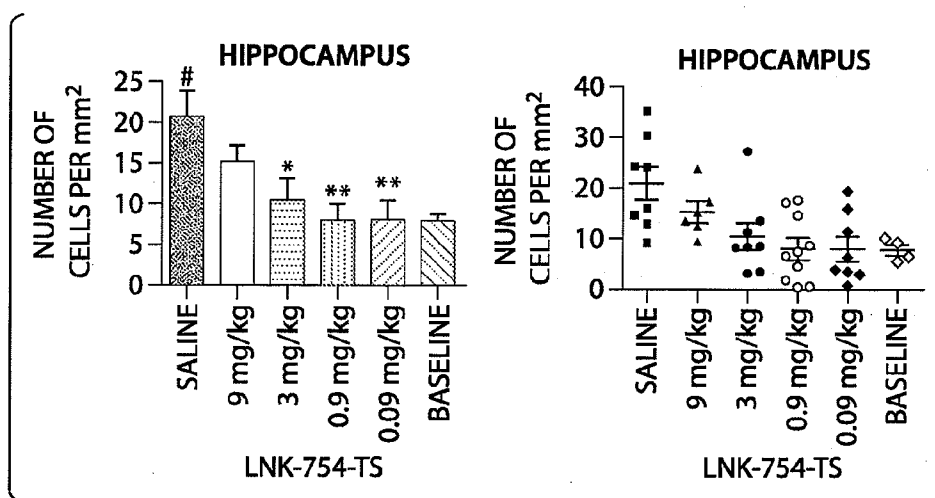 HIPPOCAMPUS
NUMBER OF
CELLS PER mm²
25
20
15
10
5
0
#
*
**
**
SALINE
9 mg/kg
3 mg/kg
0.9 mg/kg
0.09 mg/kg
BASELINE
LNK-754-TS
HIPPOCAMPUS
NUMBER OF
CELLS PER mm²
40
30
20
10
0
SALINE
9 mg/kg
3 mg/kg
0.9 mg/kg
0.09 mg/kg
BASELINE
LNK-754-TS